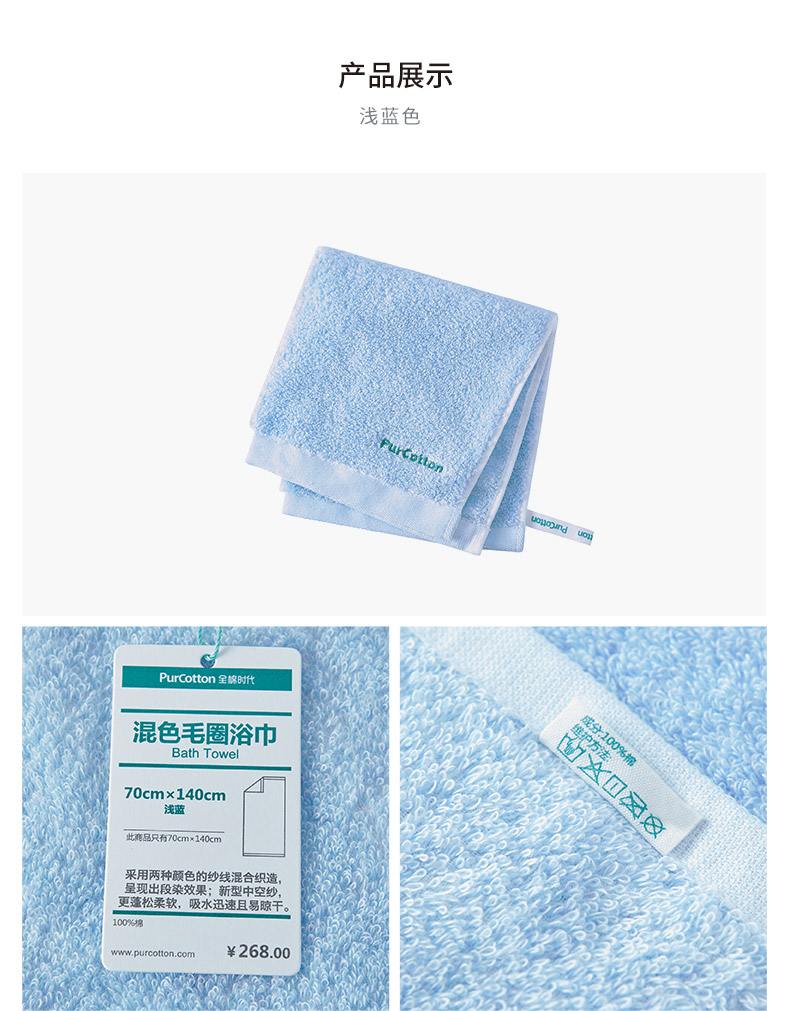 产品展示
浅蓝色
PurCotton
PurCotton
PurCotton 全棉时代
混色毛圈浴巾
Bath Towel
70cm×140cm
浅蓝
此商品只有70cm×140cm
采用两种颜色的纱线混合织造，
呈现出段染效果；新型中空纱，
更蓬松柔软，吸水迅速且易晾干。
100%棉
www.purcotton.com
￥268.00
成分:100%棉
维护方法: